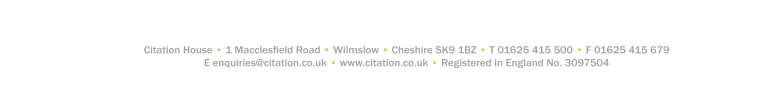 Citation House • 1 Macclesfield Road • Wilmslow • Cheshire SK9 1BZ • T 01625 415 500 • F 01625 415 679
E enquiries@citation.co.uk • www.citation.co.uk • Registered in England No. 3097504